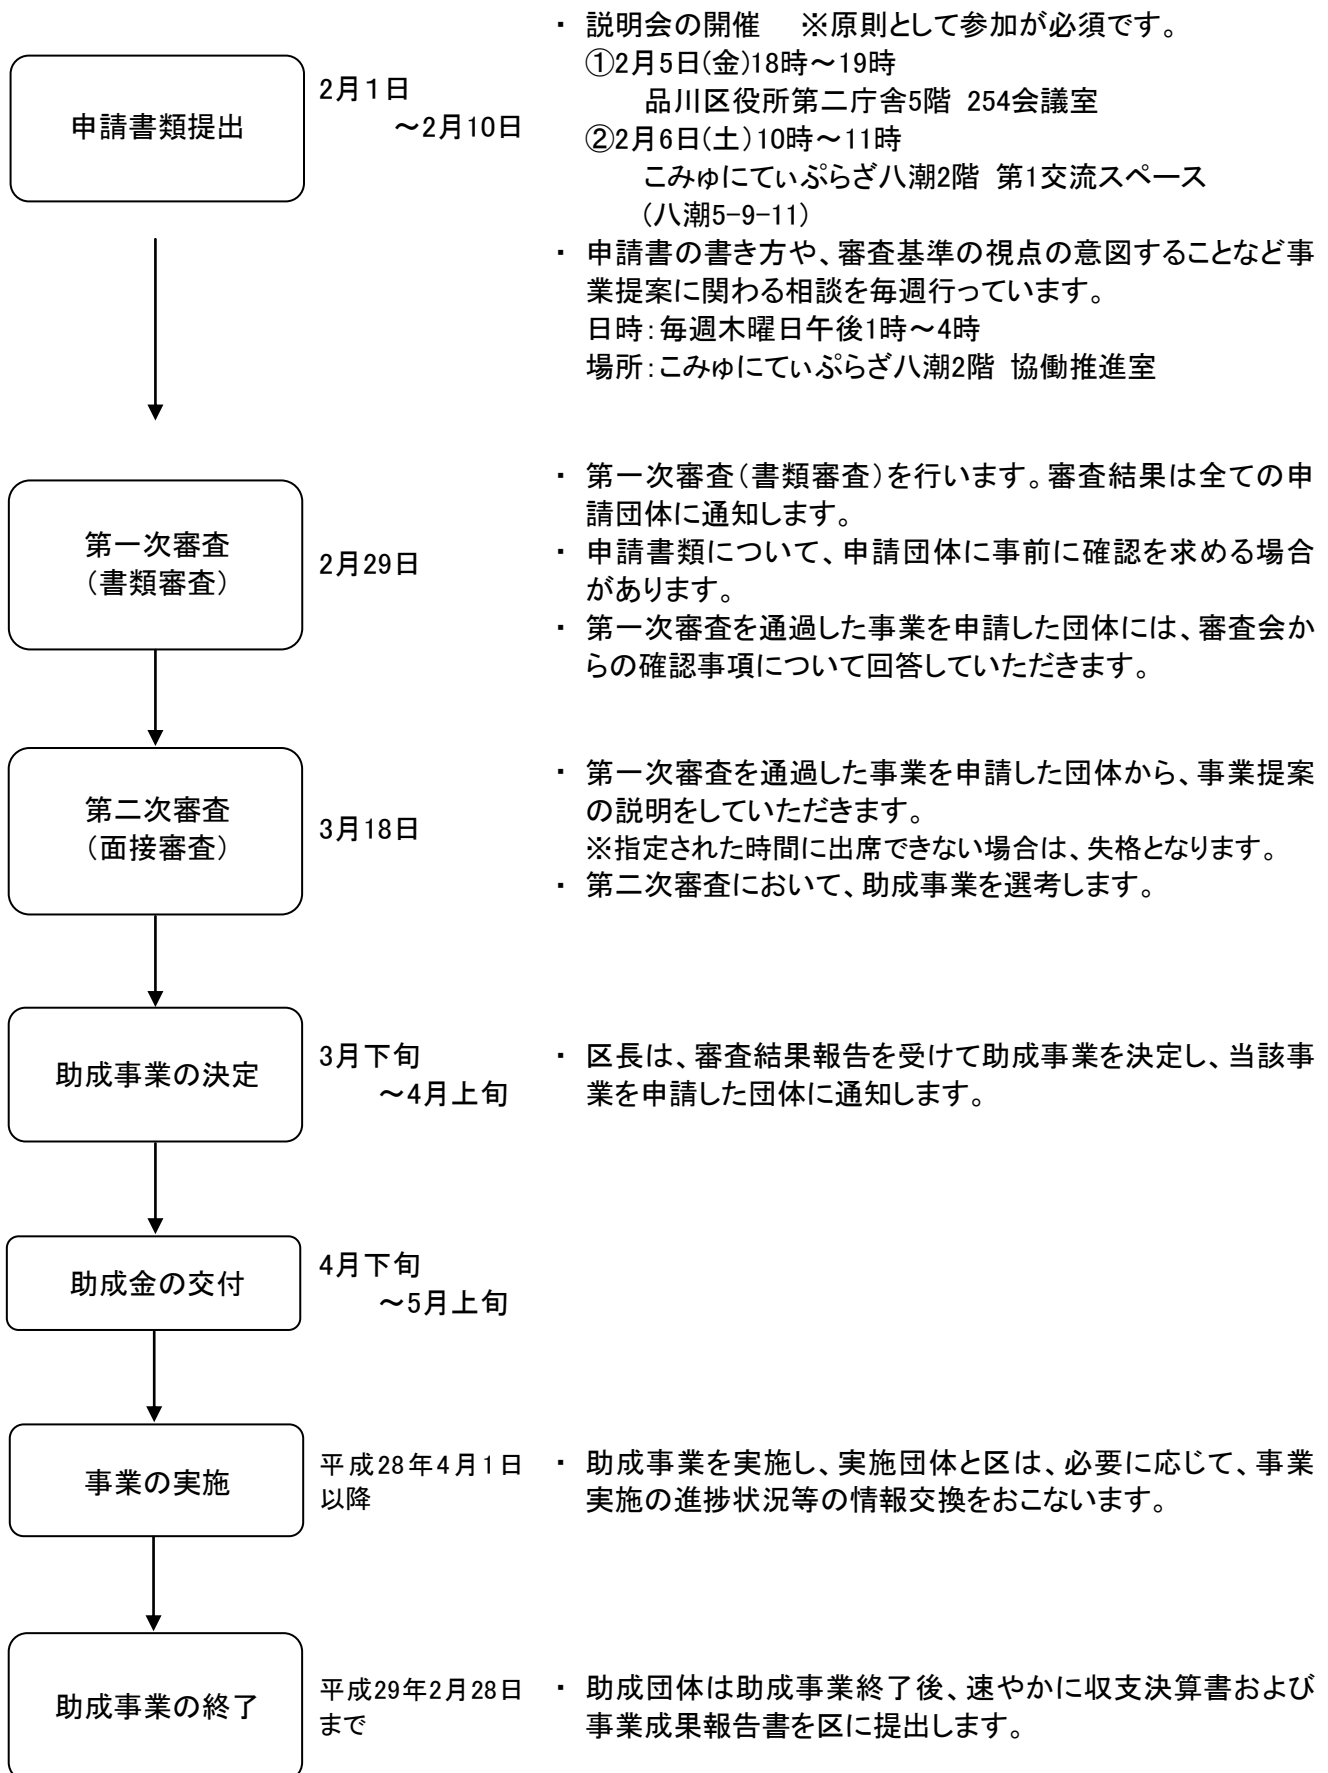 申請書類提出
2月１日
～2月10日
・ 説明会の開催　※原則として参加が必須です。
①2月5日(金)18時～19時
品川区役所第二庁舎5階 254会議室
②2月6日(土)10時～11時
こみゅにてぃぷらざ八潮2階 第1交流スペース
(八潮5-9-11)
・ 申請書の書き方や、審査基準の視点の意図することなど事
業提案に関わる相談を毎週行っています。
日時：毎週木曜日午後1時～4時
場所：こみゅにてぃぷらざ八潮2階 協働推進室
第一次審査
（書類審査）
2月29日
・ 第一次審査（書類審査）を行います。審査結果は全ての申
請団体に通知します。
・ 申請書類について、申請団体に事前に確認を求める場合
があります。
・ 第一次審査を通過した事業を申請した団体には、審査会か
らの確認事項について回答していただきます。
第二次審査
（面接審査）
3月18日
・ 第一次審査を通過した事業を申請した団体から、事業提案
の説明をしていただきます。
※指定された時間に出席できない場合は、失格となります。
・ 第二次審査において、助成事業を選考します。
助成事業の決定
3月下旬
～4月上旬
・ 区長は、審査結果報告を受けて助成事業を決定し、当該事
業を申請した団体に通知します。
助成金の交付
4月下旬
～5月上旬
事業の実施
平成28年4月1日
以降
・ 助成事業を実施し、実施団体と区は、必要に応じて、事業
実施の進捗状況等の情報交換をおこないます。
助成事業の終了
平成29年2月28日
まで
・ 助成団体は助成事業終了後、速やかに収支決算書および
事業成果報告書を区に提出します。